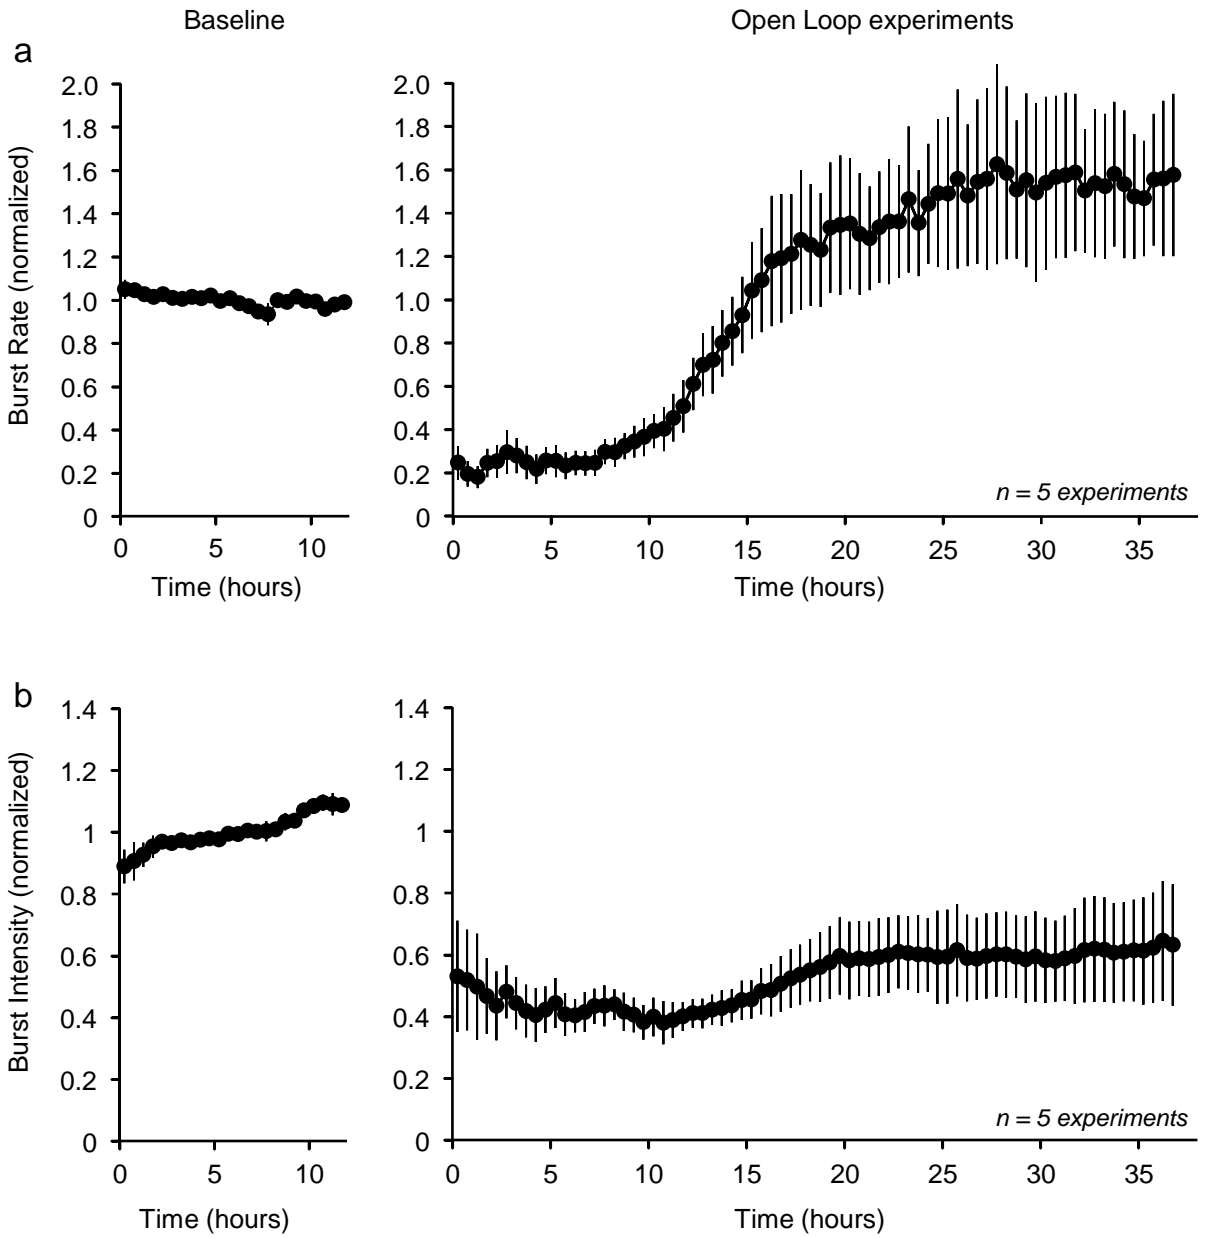 Baseline
Open Loop experiments
a
Burst Rate (normalized)
2.0
1.8
1.6
1.4
1.2
1.0
0.8
0.6
0.4
0.2
0
0 5 10
Time (hours)
2.0
1.8
1.6
1.4
1.2
1.0
0.8
0.6
0.4
0.2
0
n = 5 experiments
0 5 10 15 20 25 30 35
Time (hours)
b
Burst Intensity (normalized)
1.4
1.2
1
0.8
0.6
0.4
0.2
0
0 5 10
Time (hours)
1.4
1.2
1
0.8
0.6
0.4
0.2
0
n = 5 experiments
0 5 10 15 20 25 30 35
Time (hours)